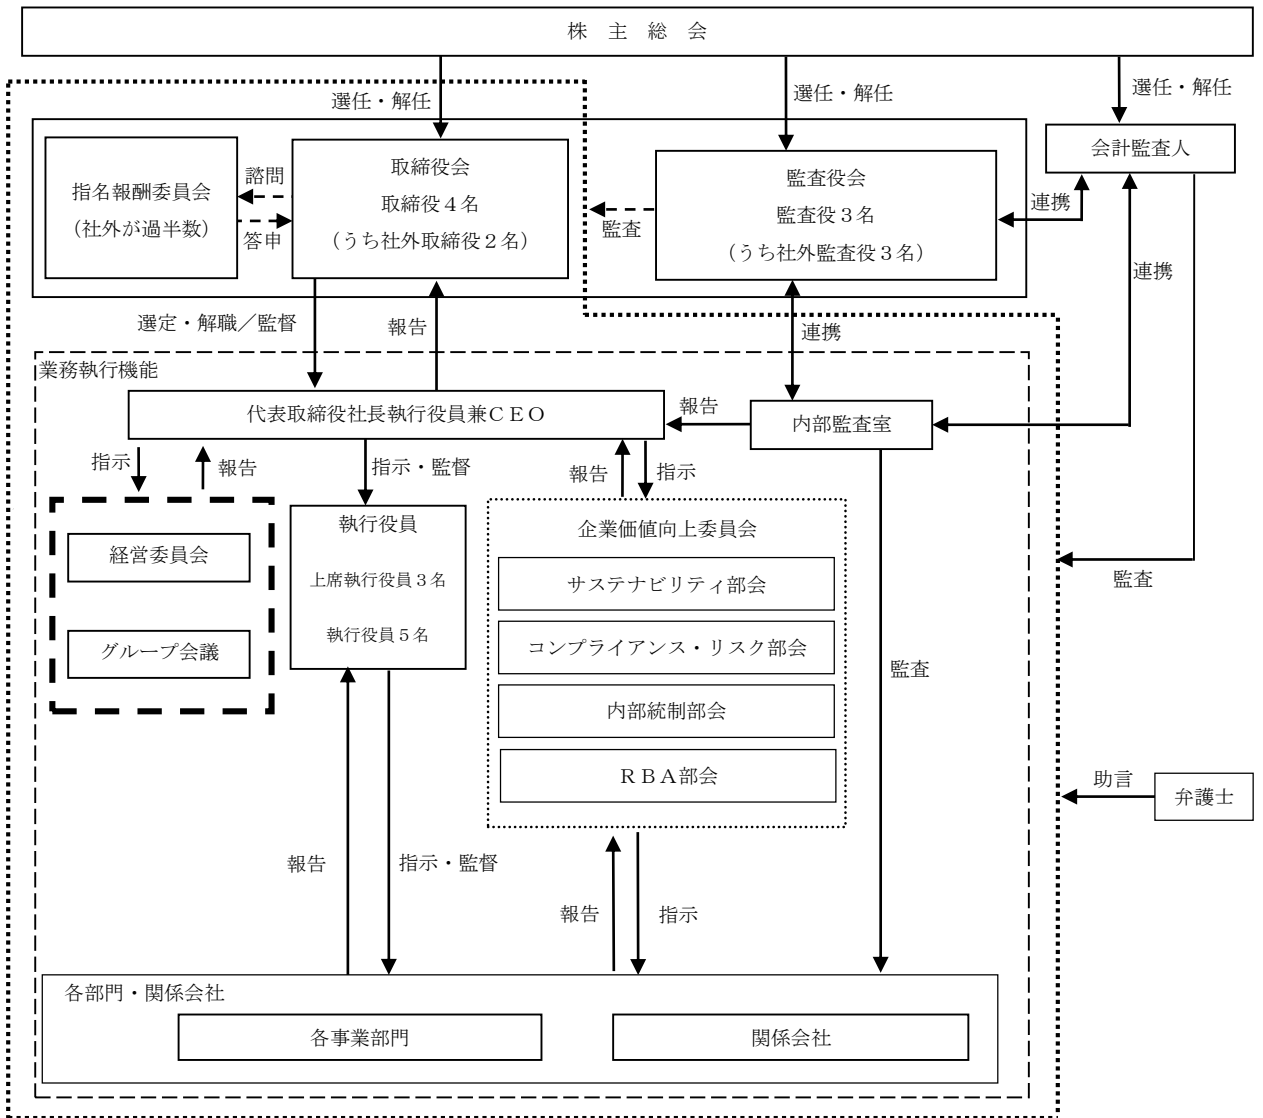 株 主 総 会
選任・解任
選任・解任
選任・解任
指名報酬委員会
（社外が過半数）
諮問
答申
取締役会
取締役４名
（うち社外取締役２名）
監査
監査役会
監査役３名
（うち社外監査役３名）
連携
会計監査人
連携
選定・解職／監督
報告
連携
業務執行機能
代表取締役社長執行役員兼ＣＥＯ
報告
内部監査室
指示
報告
指示・監督
報告
指示
経営委員会
グループ会議
執行役員
上席執行役員３名
執行役員５名
企業価値向上委員会
サステナビリティ部会
コンプライアンス・リスク部会
内部統制部会
ＲＢＡ部会
監査
監査
助言
弁護士
報告
指示・監督
報告
指示
各部門・関係会社
各事業部門
関係会社